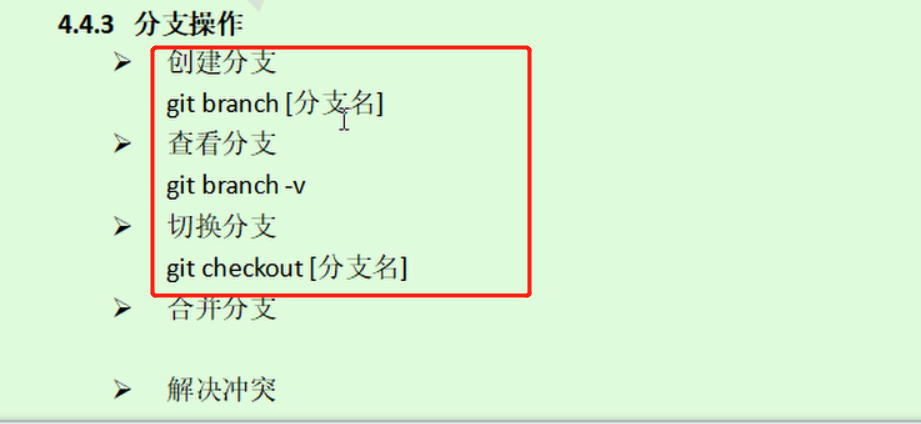 4.4.3 分支操作
➢ 创建分支
git branch [分支名]
➢ 查看分支
git branch -v
➢ 切换分支
git checkout [分支名]
➢ 合并分支
➢ 解决冲突